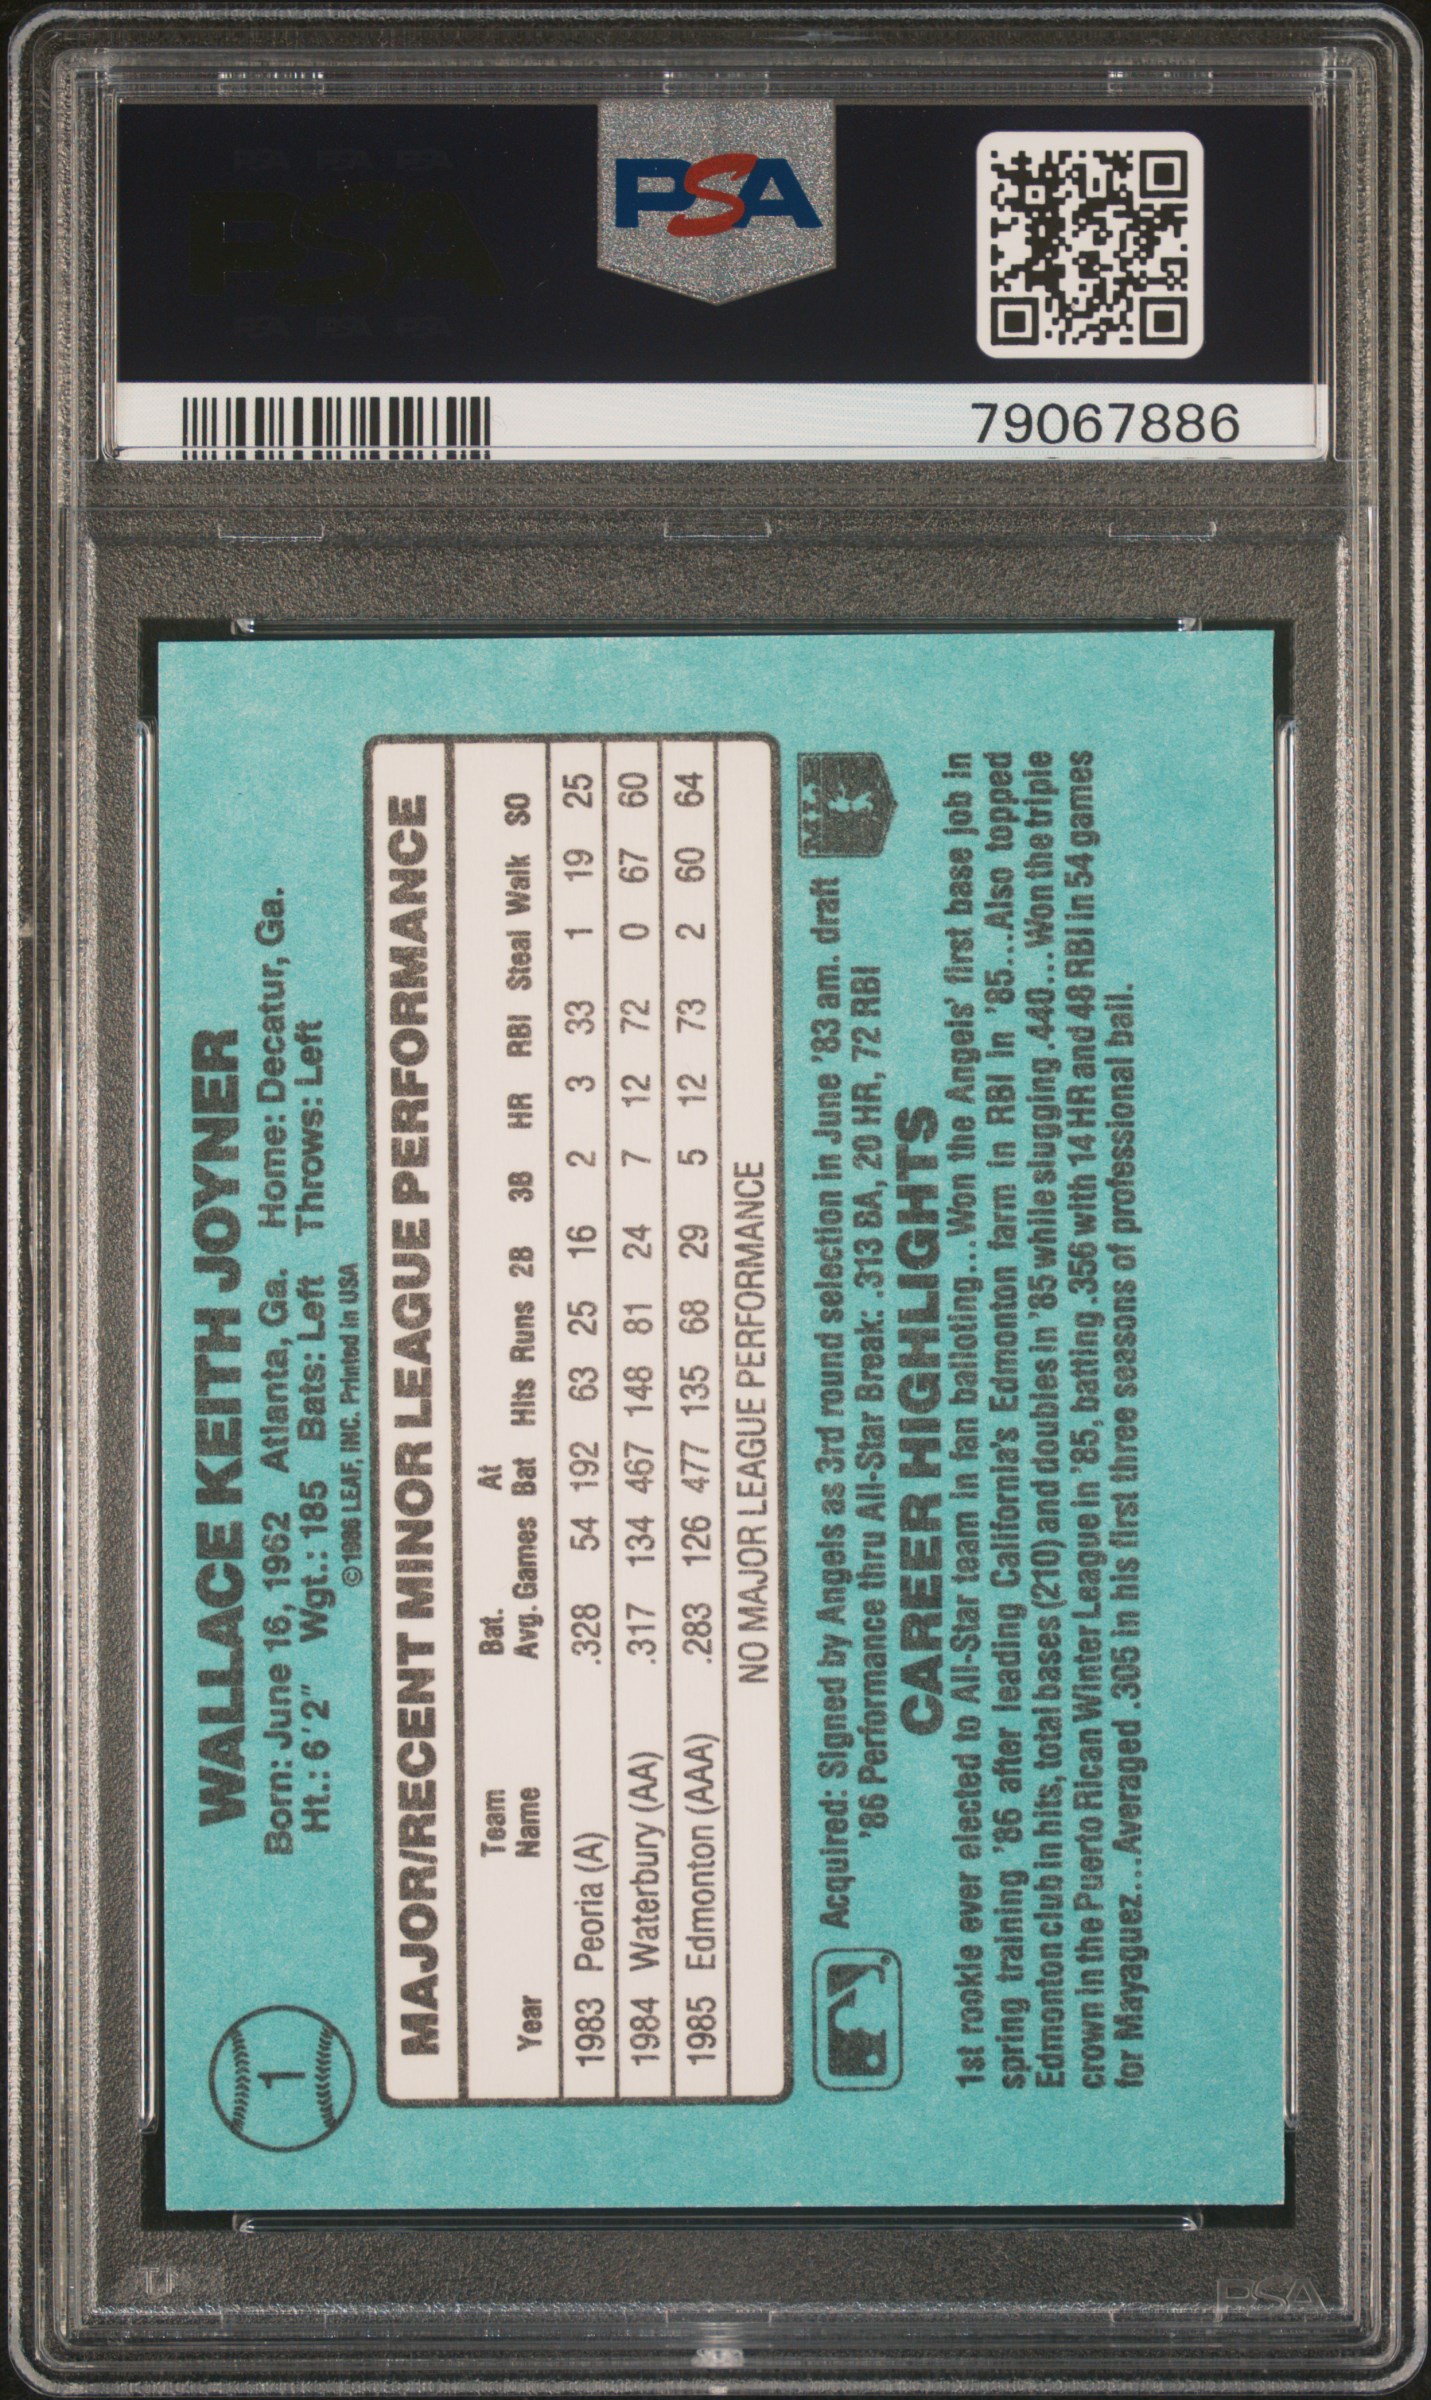 PSA
79067886
1
WALLACE KEITH JOYNER
Born: June 16, 1962 Atlanta, Ga. Home: Decatur, Ga.
Ht.: 6'2" Wgt.: 185 Bats: Left Throws: Left
© 1986 LEAF, INC. Printed in USA
MAJOR/RECENT MINOR LEAGUE PERFORMANCE
Year Team Name Bat. Avg. Games At Bat Hits Runs 2B 3B HR RBI Steal Walk SO
1983 Peoria (A) .328 54 192 63 25 16 2 3 33 1 19 25
1984 Waterbury (AA) .317 134 467 148 81 24 7 12 72 0 67 60
1985 Edmonton (AAA) .283 126 477 135 68 29 5 12 73 2 60 64
NO MAJOR LEAGUE PERFORMANCE
Acquired: Signed by Angels as 3rd round selection in June '83 am. draft
'86 Performance thru All-Star Break: .313 BA, 20 HR, 72 RBI
CAREER HIGHLIGHTS
1st rookie ever elected to All-Star team in fan balloting...Won the Angels' first base job in
spring training '86 after leading California's Edmonton farm in RBI in '85...Also topped
Edmonton club in hits, total bases (210) and doubles in '85 while slugging .440...Won the triple
crown in the Puerto Rican Winter League in '85, batting .356 with 14 HR and 48 RBI in 54 games
for Mayaguez...Averaged .305 in his first three seasons of professional ball.
PSA